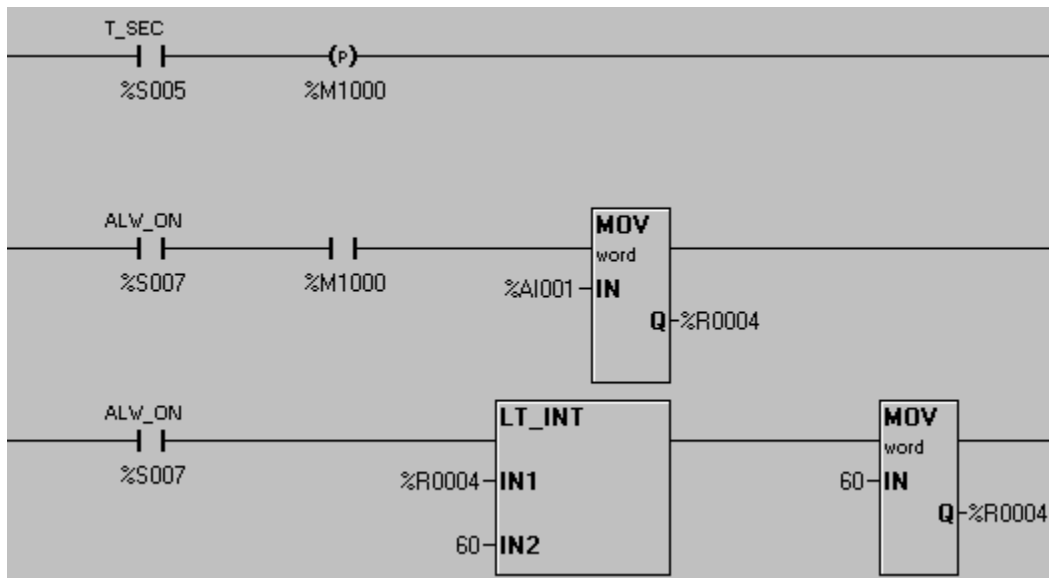 T_SEC
(P)
%S005 %M1000
ALW_ON MOV
word
%S007 %M1000 %AI001 IN
Q %R0004
ALW_ON LT_INT MOV
word
%S007 %R0004 IN1 60 IN
Q %R0004
60 IN2